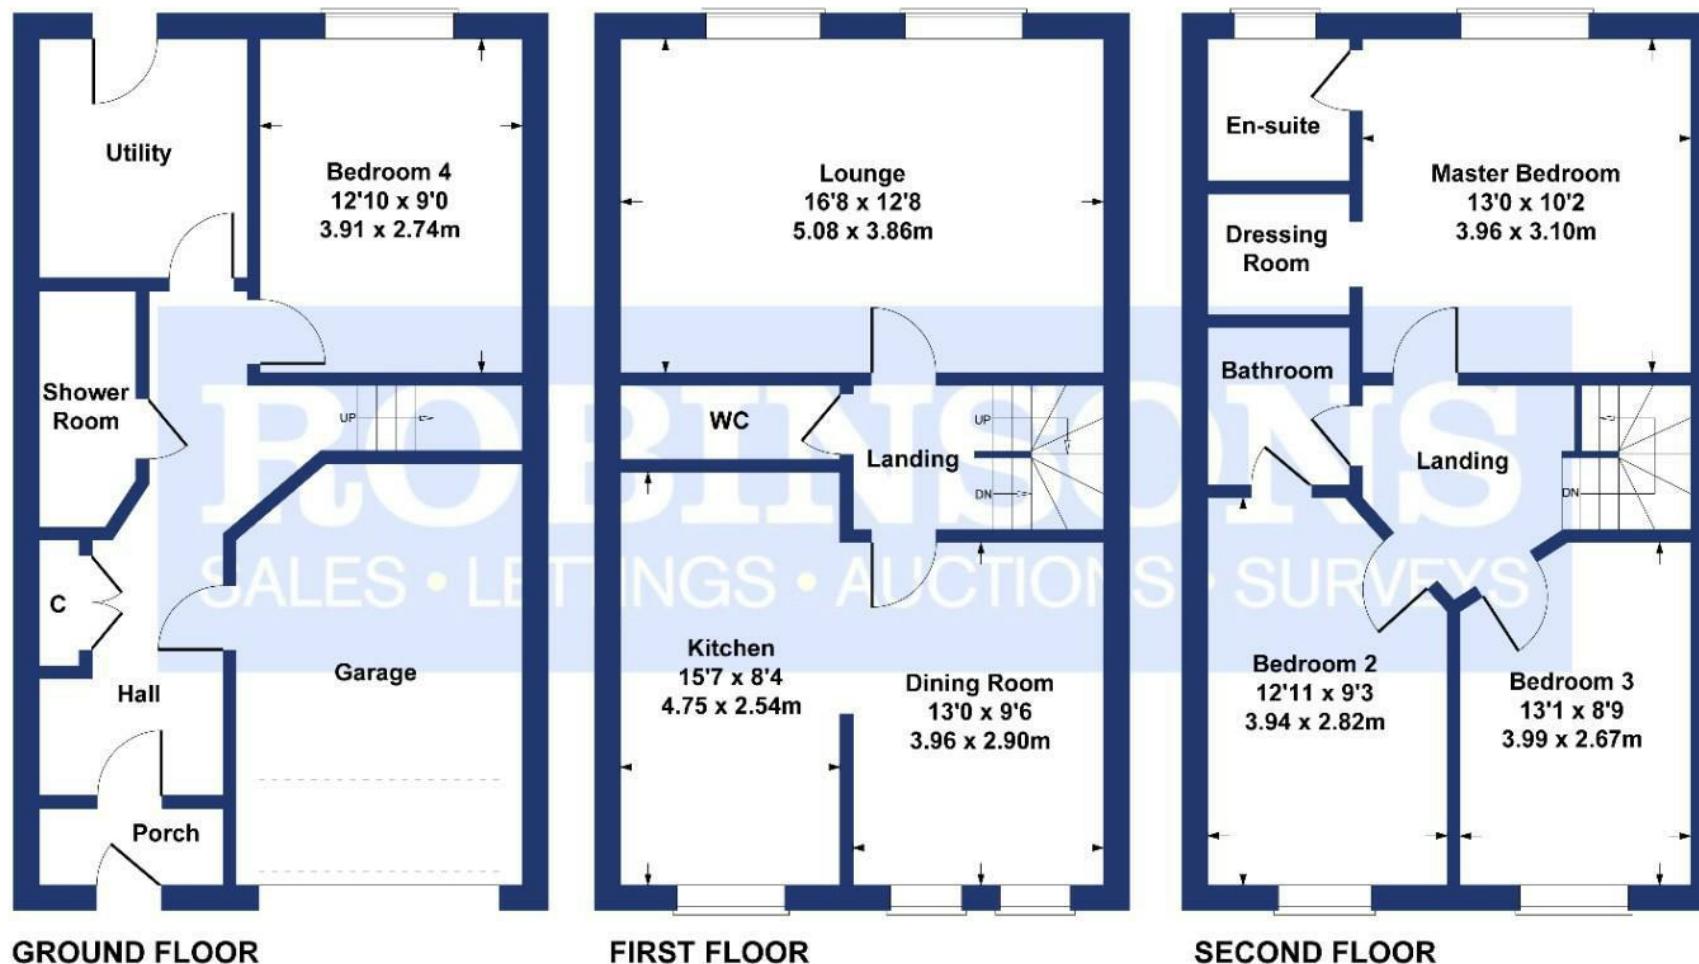 Utility
Bedroom 4
12'10 x 9'0
3.91 x 2.74m
Shower
Room
UP
C
Hall
Garage
Porch
GROUND FLOOR
Lounge
16'8 x 12'8
5.08 x 3.86m
WC
Landing
UP
DN
Kitchen
15'7 x 8'4
4.75 x 2.54m
Dining Room
13'0 x 9'6
3.96 x 2.90m
FIRST FLOOR
En-suite
Master Bedroom
13'0 x 10'2
3.96 x 3.10m
Dressing
Room
Bathroom
Landing
DN
Bedroom 2
12'11 x 9'3
3.94 x 2.82m
Bedroom 3
13'1 x 8'9
3.99 x 2.67m
SECOND FLOOR
ROBINSONS
SALES • LETTINGS • AUCTIONS • SURVEYS